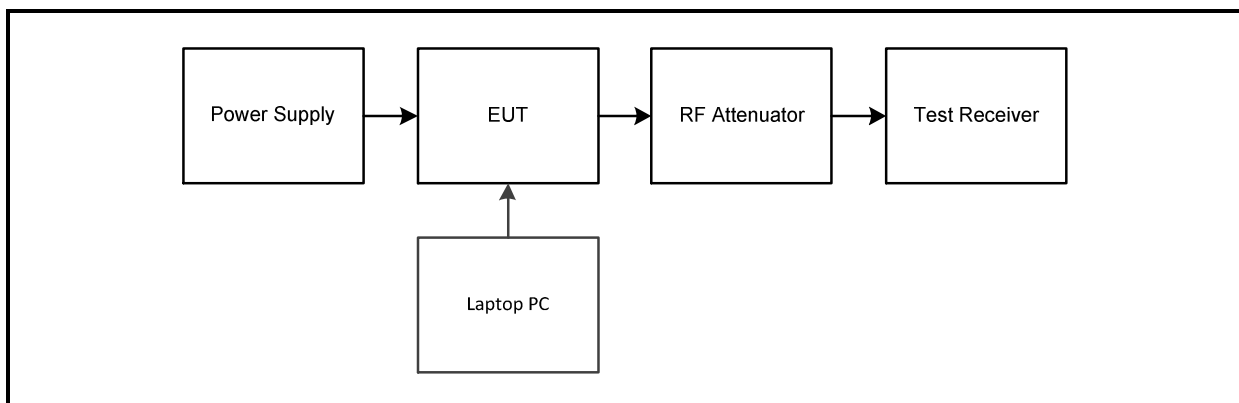 Power Supply
EUT
RF Attenuator
Test Receiver
Laptop PC